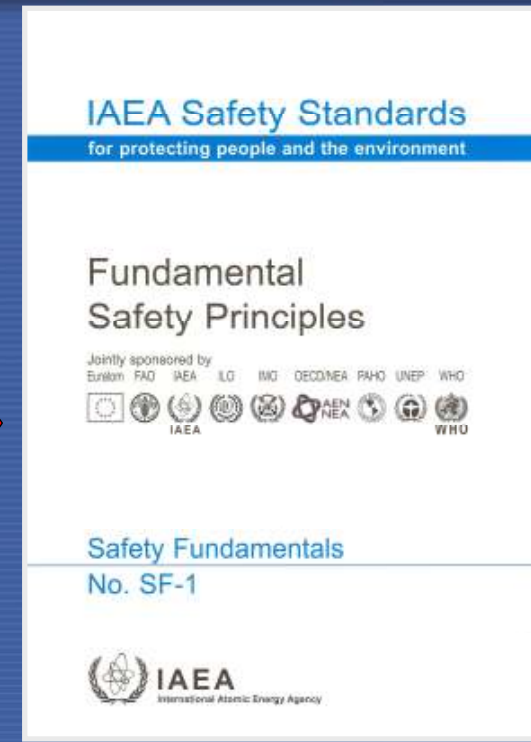 IAEA Safety Standards
for protecting people and the environment
Fundamental
Safety Principles
Jointly sponsored by
Euratom FAO IAEA ILO IMO OECD/NEA PAHO UNEP WHO
IAEA AEN NEA WHO
Safety Fundamentals
No. SF-1
IAEA
International Atomic Energy Agency